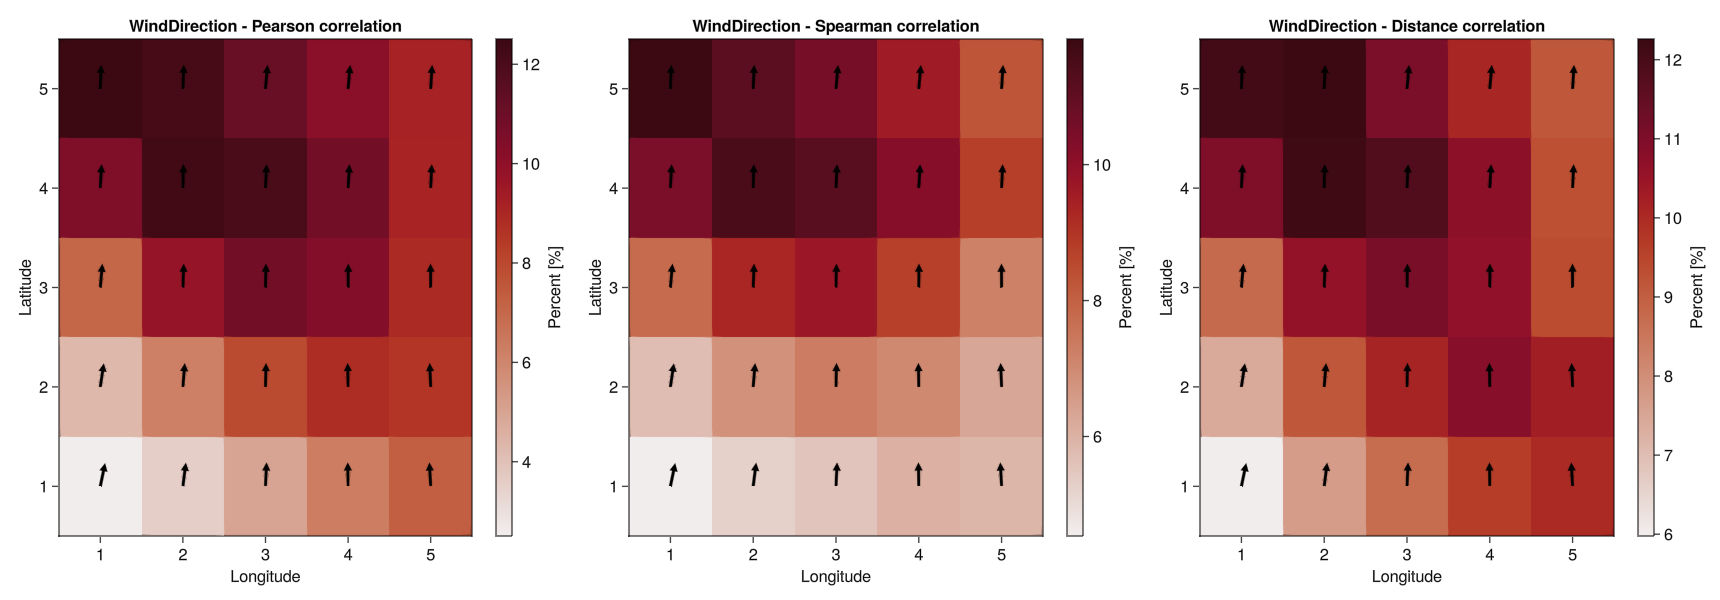 WindDirection - Pearson correlation
5
4
3
2
1
Latitude
1 2 3 4 5
Longitude
12
10
8
6
4
Percent [%]
WindDirection - Spearman correlation
5
4
3
2
1
Latitude
1 2 3 4 5
Longitude
10
8
6
Percent [%]
WindDirection - Distance correlation
5
4
3
2
1
Latitude
1 2 3 4 5
Longitude
12
11
10
9
8
7
6
Percent [%]